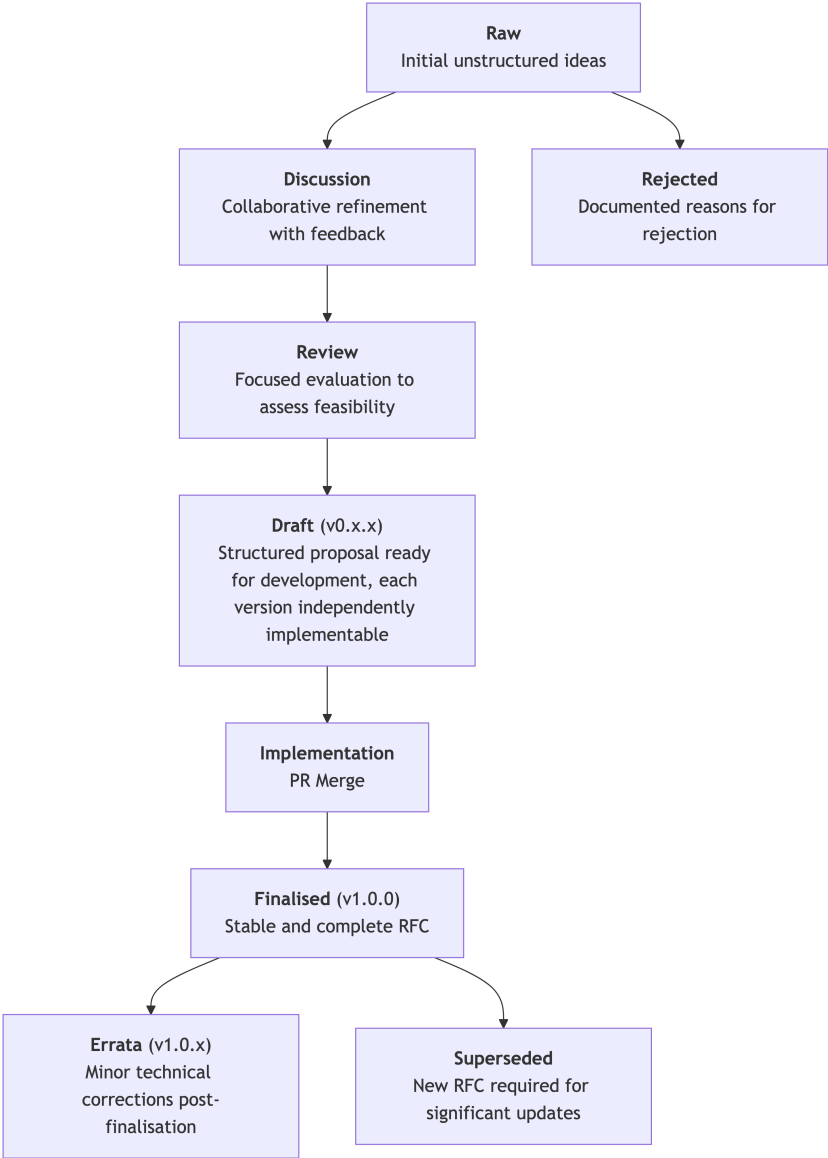 Raw
Initial unstructured ideas
Discussion
Collaborative refinement
with feedback
Rejected
Documented reasons for
rejection
Review
Focused evaluation to
assess feasibility
Draft (v0.x.x)
Structured proposal ready
for development, each
version independently
implementable
Implementation
PR Merge
Finalised (v1.0.0)
Stable and complete RFC
Errata (v1.0.x)
Minor technical
corrections post-
finalisation
Superseded
New RFC required for
significant updates